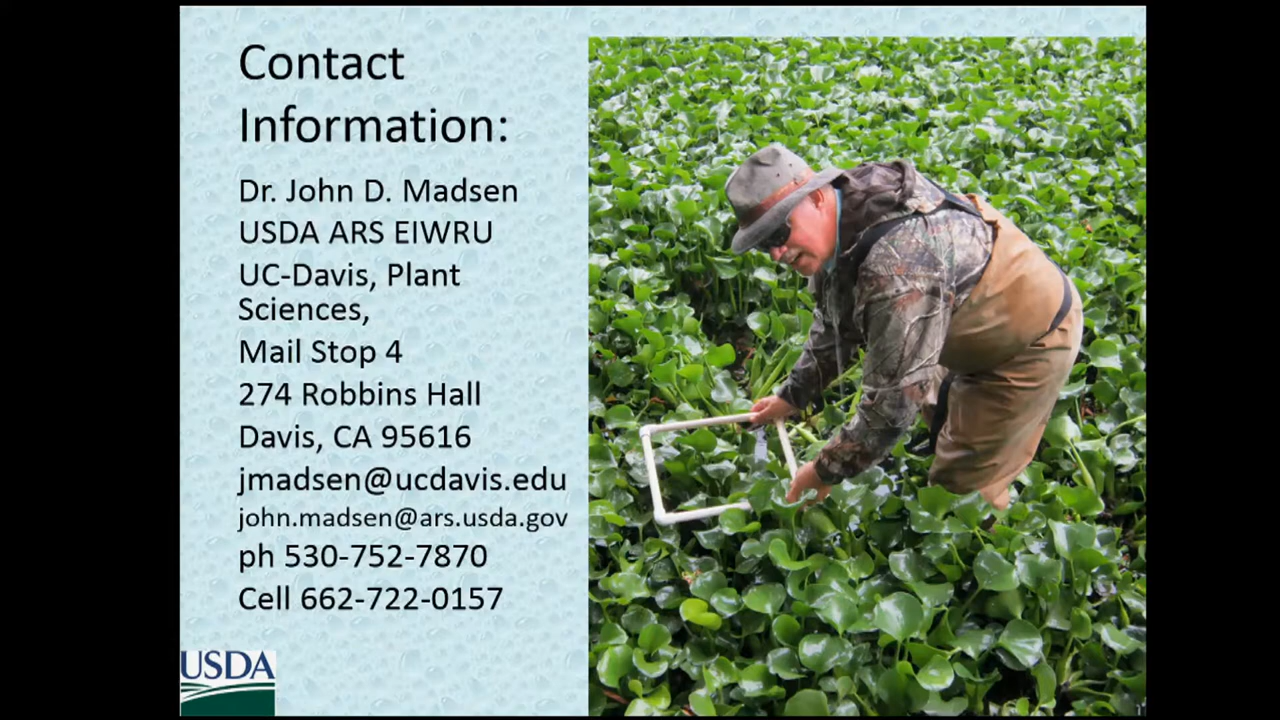 Contact
Information:
Dr. John D. Madsen
USDA ARS EIWRU
UC-Davis, Plant
Sciences,
Mail Stop 4
274 Robbins Hall
Davis, CA 95616
jmadsen@ucdavis.edu
john.madsen@ars.usda.gov
ph 530-752-7870
Cell 662-722-0157
USDA